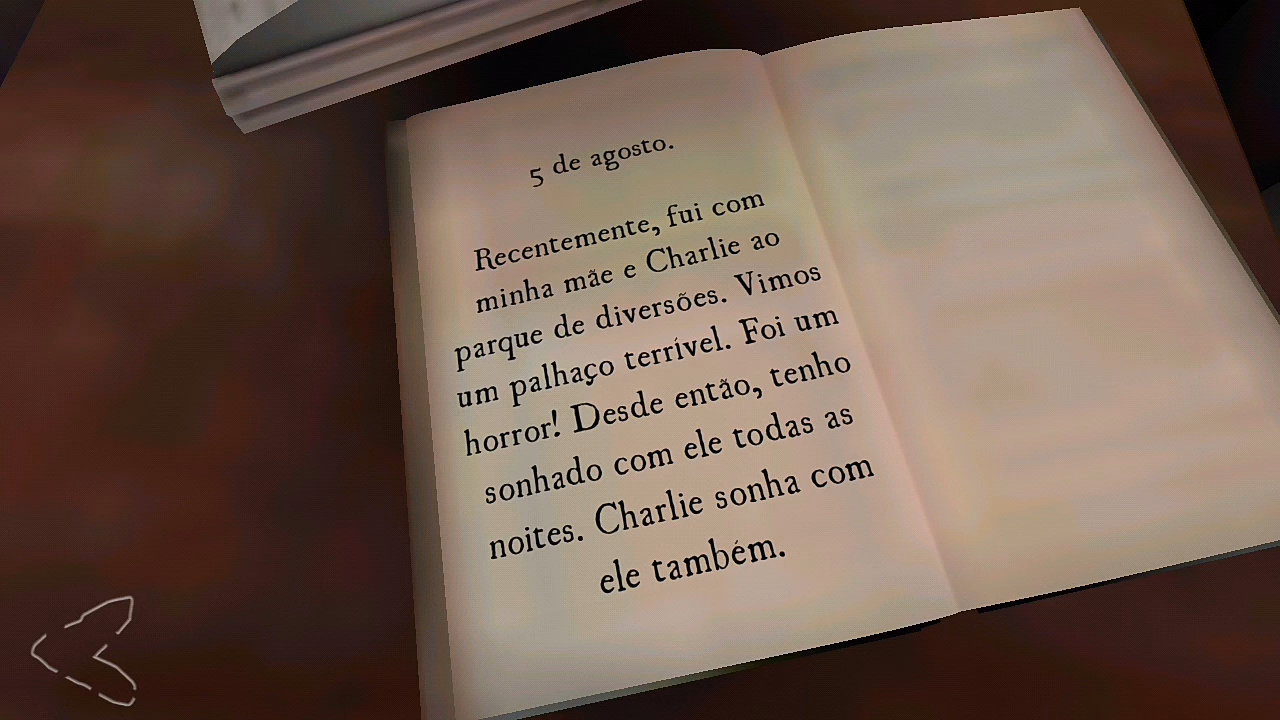 5 de agosto.
Recentemente, fui com
minha mãe e Charlie ao
parque de diversões. Vimos
um palhaço terrível. Foi um
horror! Desde então, tenho
sonhado com ele todas as
noites. Charlie sonha com
ele também.